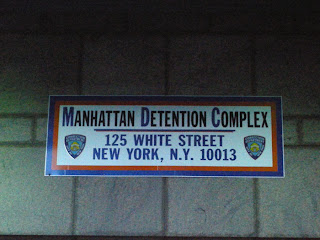 MANHATTAN DETENTION COMPLEX
125 WHITE STREET
NEW YORK, N.Y. 10013